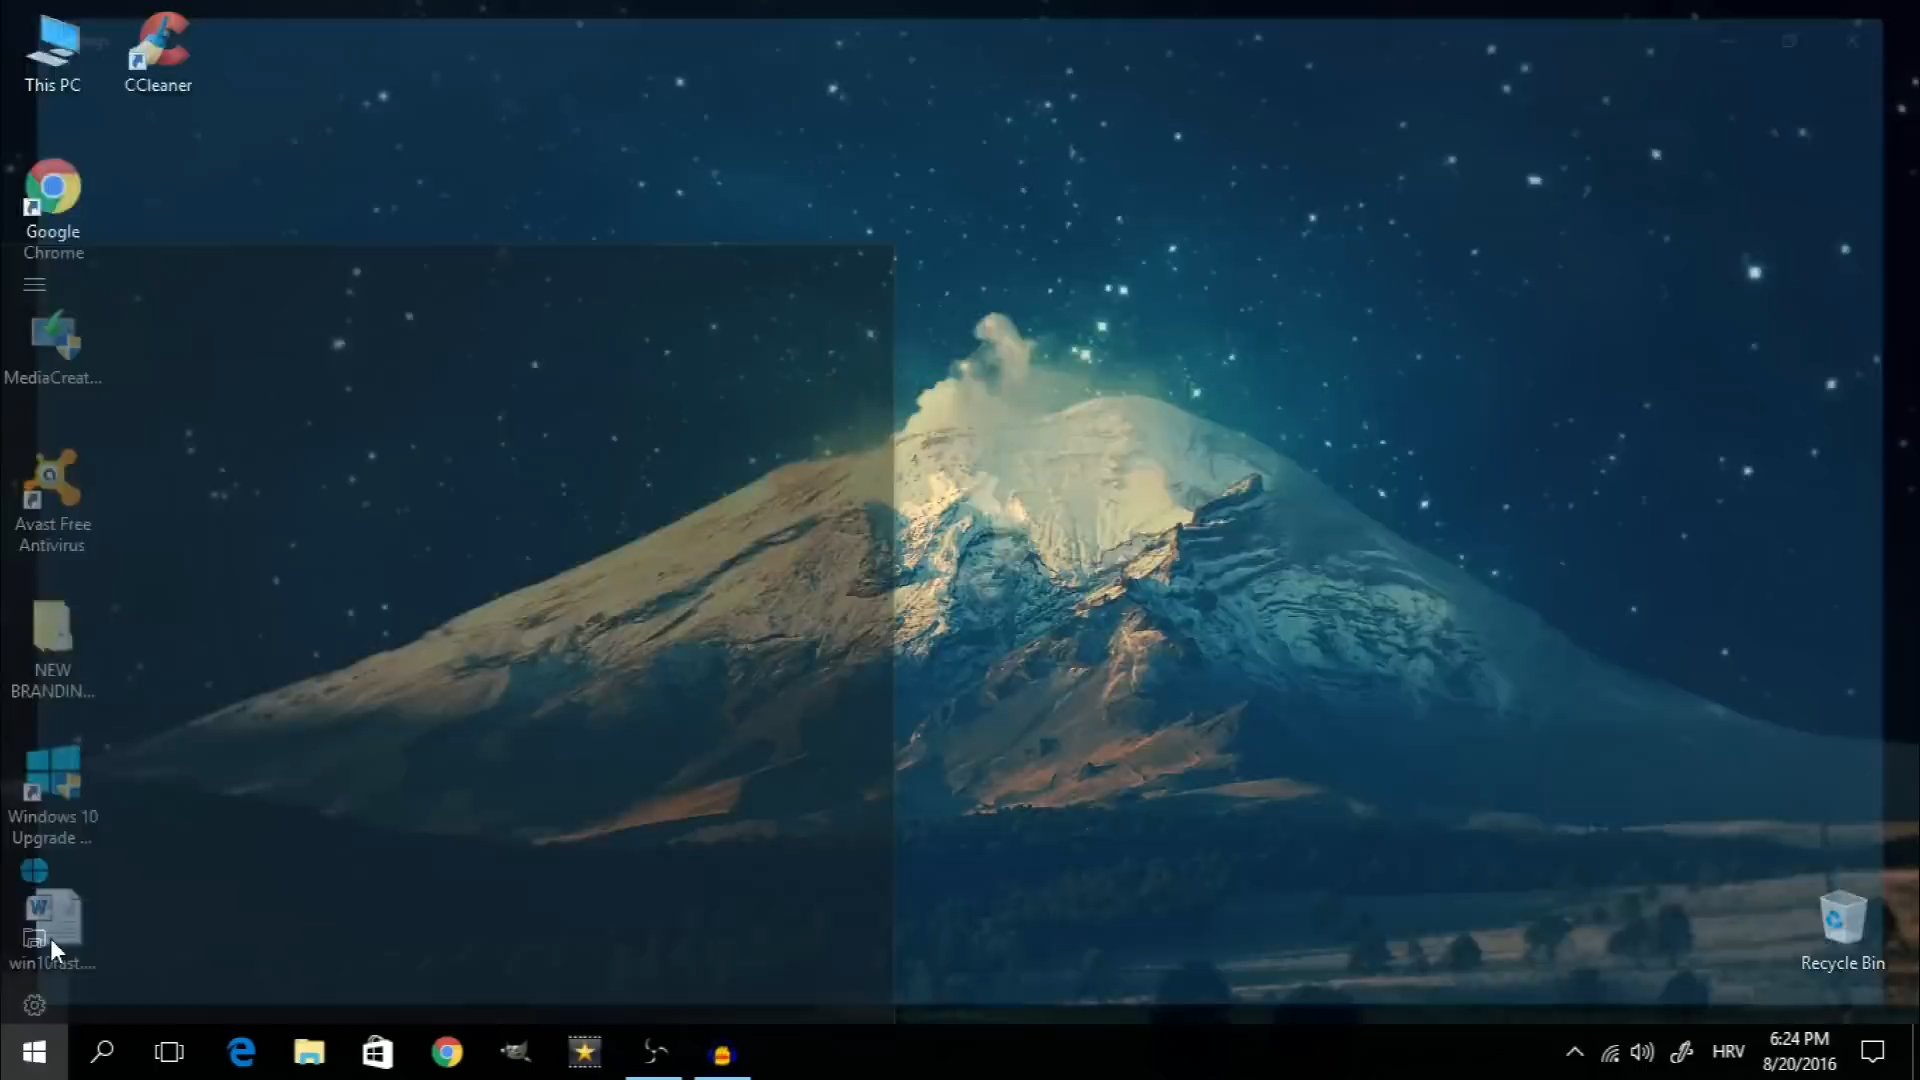 This PC
CCleaner
Google
Chrome
MediaCreat...
Avast Free
Antivirus
NEW
BRANDIN...
Windows 10
Upgrade ...
win10fast....
Recycle Bin
HRV
6:24 PM
8/20/2016